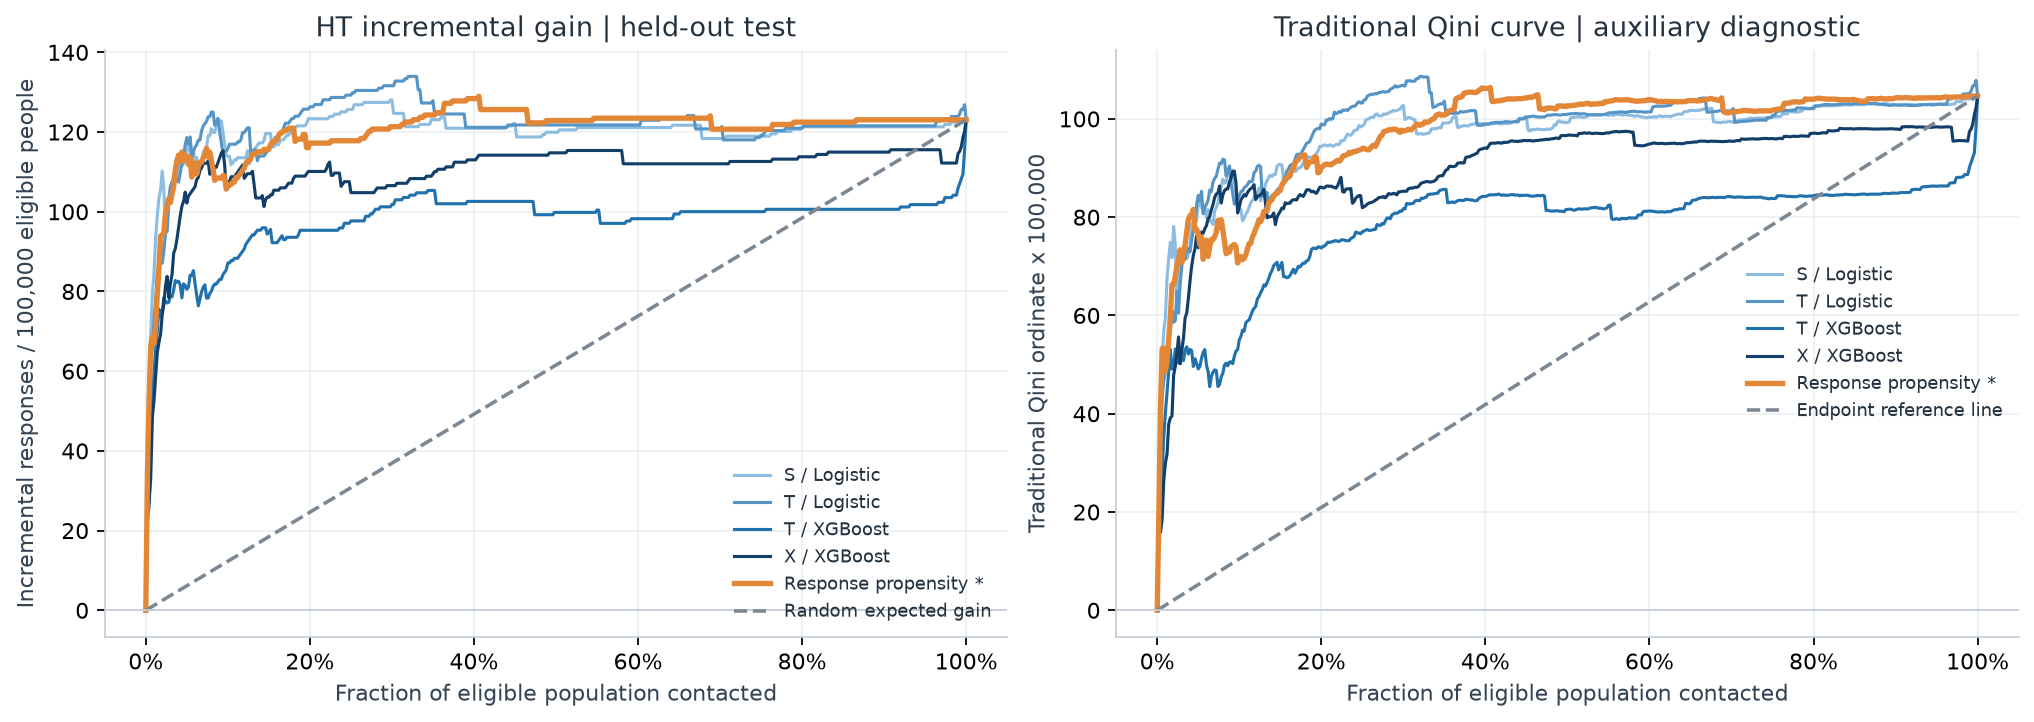 HT incremental gain | held-out test
Incremental responses / 100,000 eligible people
140
120
100
80
60
40
20
0
0%
20%
40%
60%
80%
100%
Fraction of eligible population contacted
S / Logistic
T / Logistic
T / XGBoost
X / XGBoost
Response propensity *
Random expected gain
Traditional Qini curve | auxiliary diagnostic
Traditional Qini ordinate x 100,000
100
80
60
40
20
0
0%
20%
40%
60%
80%
100%
Fraction of eligible population contacted
S / Logistic
T / Logistic
T / XGBoost
X / XGBoost
Response propensity *
Endpoint reference line